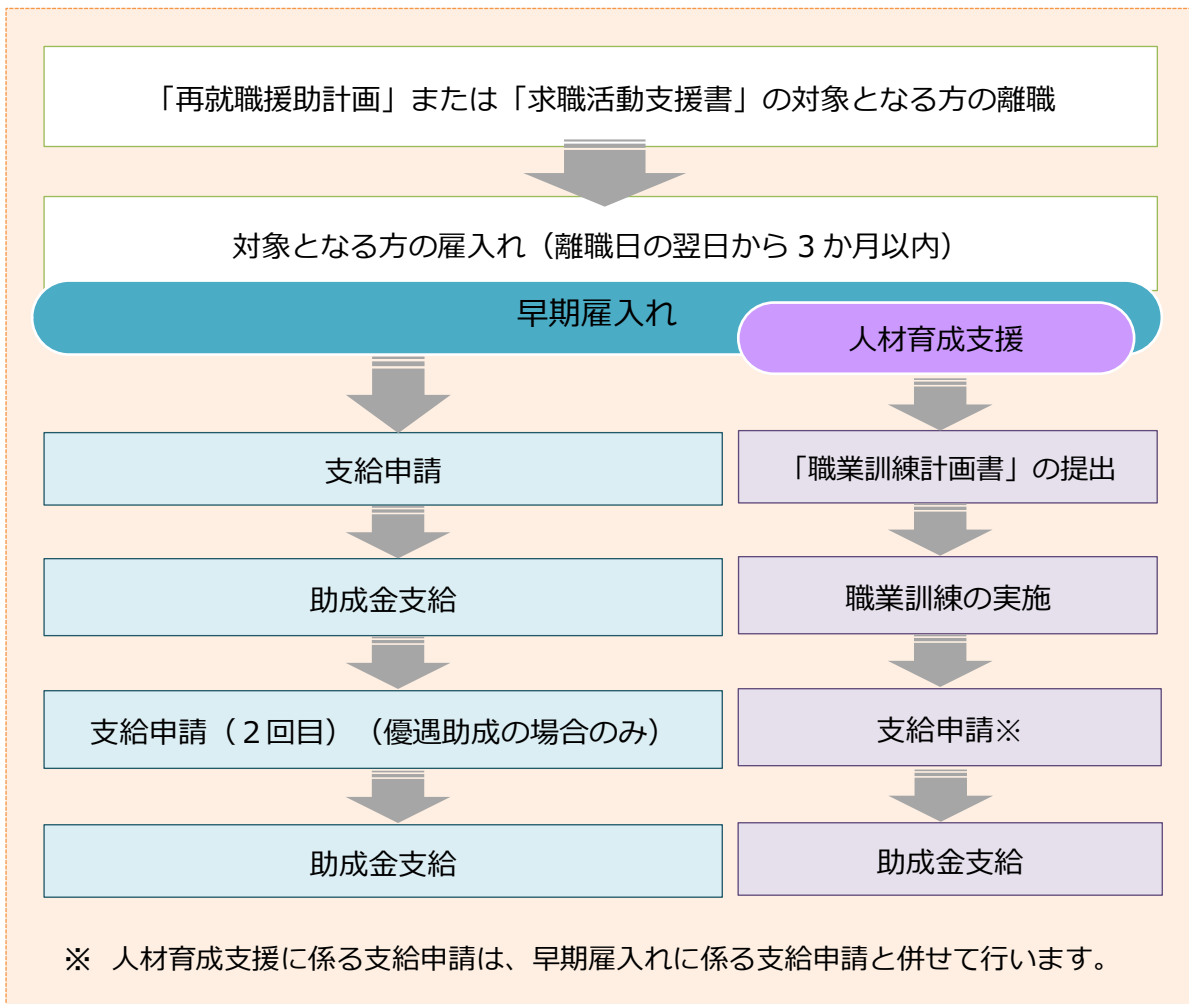 「再就職援助計画」または「求職活動支援書」の対象となる方の離職
対象となる方の雇入れ（離職日の翌日から３か月以内）
早期雇入れ
人材育成支援
支給申請
助成金支給
支給申請（２回目）（優遇助成の場合のみ）
助成金支給
「職業訓練計画書」の提出
職業訓練の実施
支給申請※
助成金支給
※　人材育成支援に係る支給申請は、早期雇入れに係る支給申請と併せて行います。